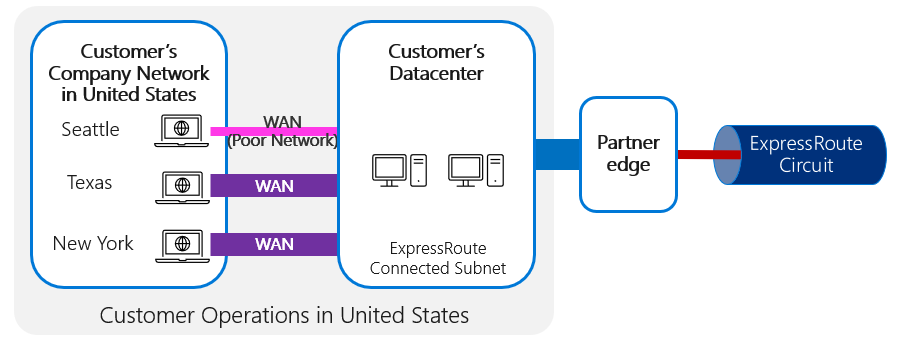 Customer's
Company Network
in United States
Seattle
Texas
New York
WAN
(Poor Network)
WAN
WAN
Customer's
Datacenter
ExpressRoute
Connected Subnet
Partner
edge
ExpressRoute
Circuit
Customer Operations in United States